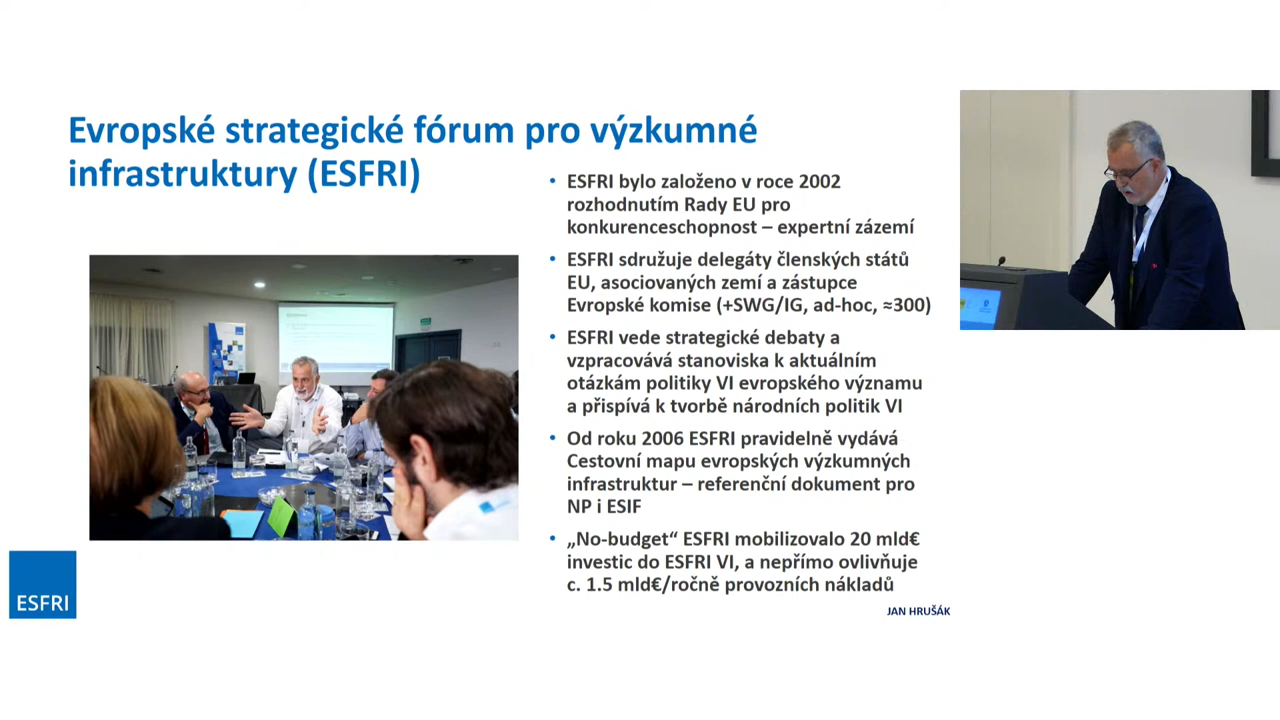 Evropské strategické fórum pro výzkumné
infrastruktury (ESFRI)
• ESFRI bylo založeno v roce 2002
rozhodnutím Rady EU pro
konkurenceschopnost – expertní zázemí
• ESFRI sdružuje delegáty členských států
EU, asociovaných zemí a zástupce
Evropské komise (+SWG/IG, ad-hoc, ≈300)
• ESFRI vede strategické debaty a
vzpracovává stanoviska k aktuálním
otázkám politiky VI evropského významu
a přispívá k tvorbě národních politik VI
• Od roku 2006 ESFRI pravidelně vydává
Cestovní mapu evropských výzkumných
infrastruktur – referenční dokument pro
NP i ESIF
• „No-budget“ ESFRI mobilizovalo 20 mld€
investic do ESFRI VI, a nepřímo ovlivňuje
c. 1.5 mld€/ročně provozních nákladů
ESFRI
JAN HRUŠÁK